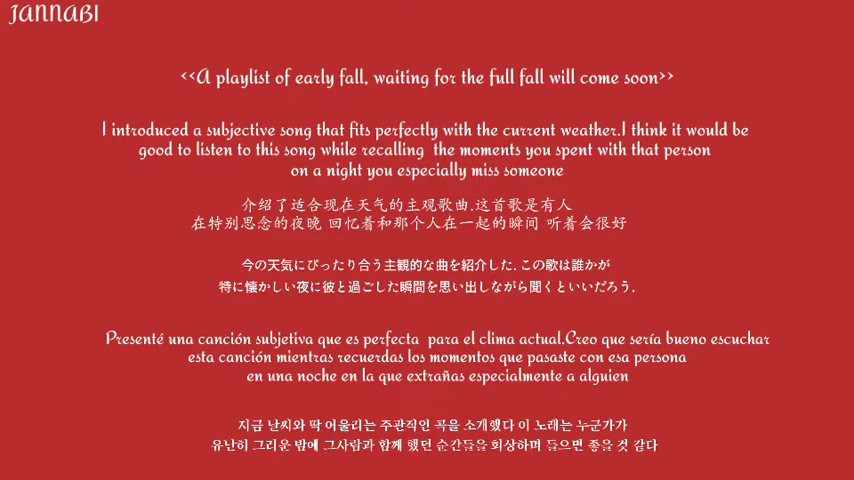 JANNABI
<<A playlist of early fall, waiting for the full fall will come soon>>
I introduced a subjective song that fits perfectly with the current weather.I think it would be
good to listen to this song while recalling the moments you spent with that person
on a night you especially miss someone
介绍了适合现在天气的主观歌曲.这首歌是有人
在特别思念的夜晚 回忆着和那个人在一起的瞬间 听着会很好
今の天気にぴったり合う主観的な曲を紹介した. この歌は誰かが
特に懐かしい夜に彼と過ごした瞬間を思い出しながら聞くといいだろう.
Presenté una canción subjetiva que es perfecta para el clima actual.Creo que sería bueno escuchar
esta canción mientras recuerdas los momentos que pasaste con esa persona
en una noche en la que extrañas especialmente a alguien
지금 날씨와 딱 어울리는 주관적인 곡을 소개했다 이 노래는 누군가가
유난히 그리운 밤에 그사람과 함께 했던 순간들을 회상하며 들으면 좋을 것 같다